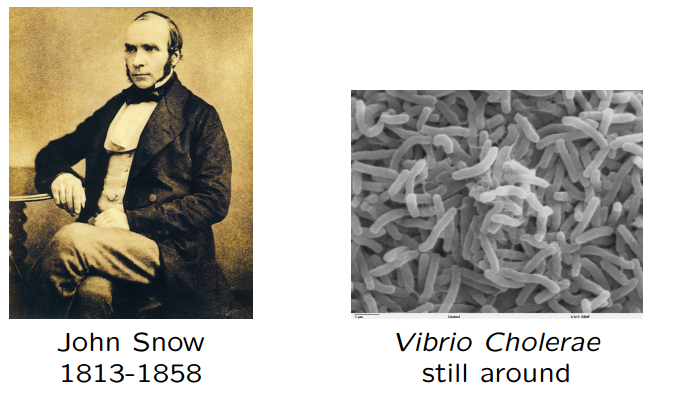 John Snow
1813-1858
Vibrio Cholerae
still around